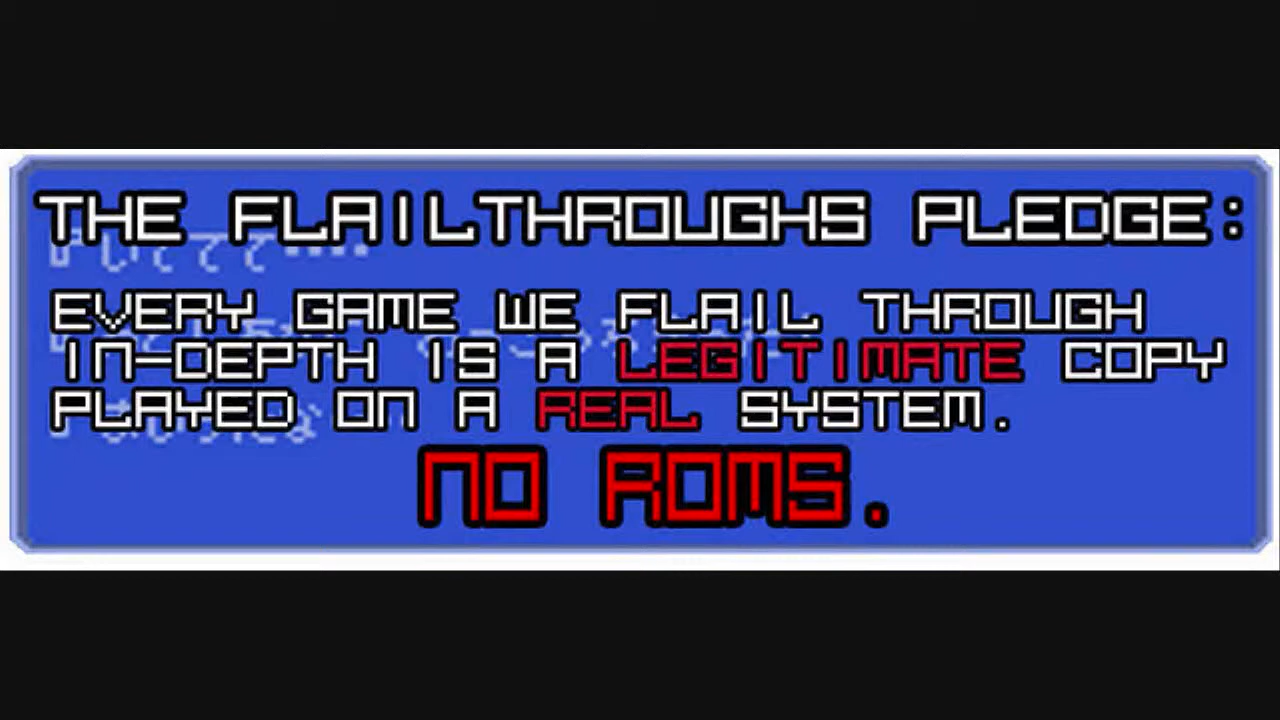 THE FLAILTHROUGHS PLEDGE:
EVERY GAME WE FLAIL THROUGH
IN-DEPTH IS A LEGITIMATE COPY
PLAYED ON A REAL SYSTEM.
NO ROMS.